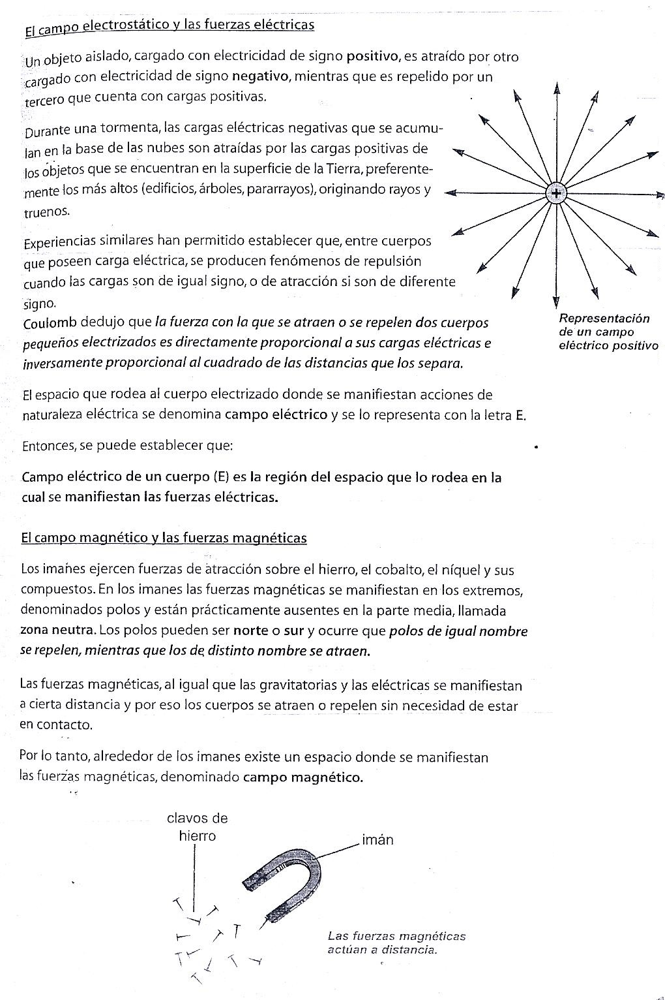 El campo electrostático y las fuerzas eléctricas
Un objeto aislado, cargado con electricidad de signo positivo, es atraído por otro
cargado con electricidad de signo negativo, mientras que es repelido por un
tercero que cuenta con cargas positivas.
Durante una tormenta, las cargas eléctricas negativas que se acumu-
lan en la base de las nubes son atraídas por las cargas positivas de
los objetos que se encuentran en la superficie de la Tierra, preferente-
mente los más altos (edificios, árboles, pararrayos), originando rayos y
truenos.
+
Experiencias similares han permitido establecer que, entre cuerpos
que poseen carga eléctrica, se producen fenómenos de repulsión
cuando las cargas son de igual signo, o de atracción si son de diferente
signo.
Coulomb dedujo que la fuerza con la que se atraen o se repelen dos cuerpos
pequeños electrizados es directamente proporcional a sus cargas eléctricas e
inversamente proporcional al cuadrado de las distancias que los separa.
Representación
de un campo
eléctrico positivo
El espacio que rodea al cuerpo electrizado donde se manifiestan acciones de
naturaleza eléctrica se denomina campo eléctrico y se lo representa con la letra E.
Entonces, se puede establecer que:
Campo eléctrico de un cuerpo (E) es la región del espacio que lo rodea en la
cual se manifiestan las fuerzas eléctricas.
El campo magnético y las fuerzas magnéticas
Los imanes ejercen fuerzas de atracción sobre el hierro, el cobalto, el níquel y sus
compuestos. En los imanes las fuerzas magnéticas se manifiestan en los extremos,
denominados polos y están prácticamente ausentes en la parte media, llamada
zona neutra. Los polos pueden ser norte o sur y ocurre que polos de igual nombre
se repelen, mientras que los de distinto nombre se atraen.
Las fuerzas magnéticas, al igual que las gravitatorias y las eléctricas se manifiestan
a cierta distancia y por eso los cuerpos se atraen o repelen sin necesidad de estar
en contacto.
Por lo tanto, alrededor de los imanes existe un espacio donde se manifiestan
las fuerzas magnéticas, denominado campo magnético.
clavos de
hierro
imán
Las fuerzas magnéticas
actúan a distancia.